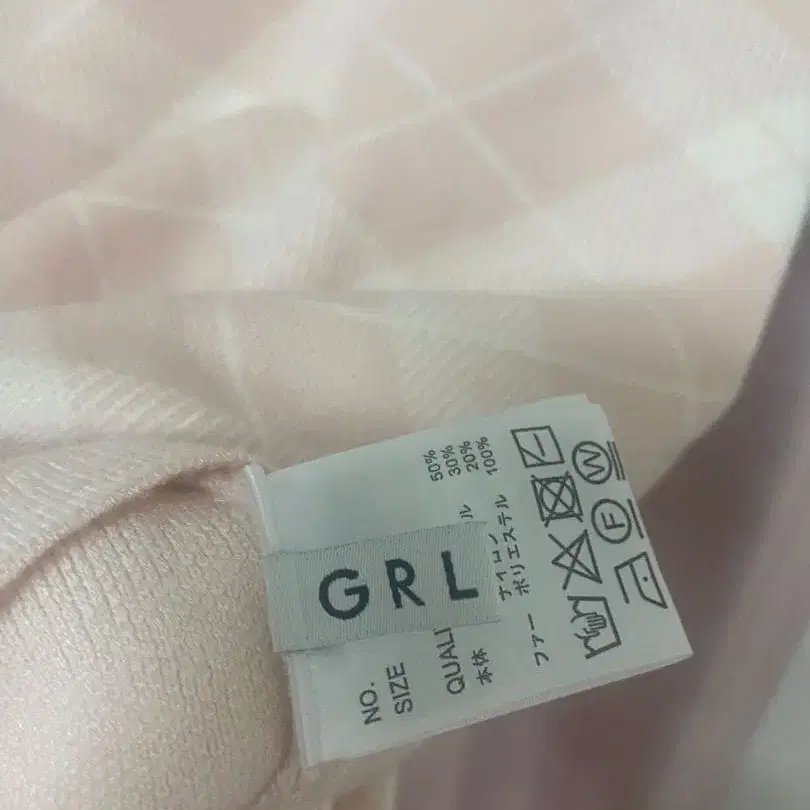 GRL
NO.
SIZE
QUALI
本体 50%
ル 30%
ナイロン 20%
ファー ポリエステル 100%
W
F